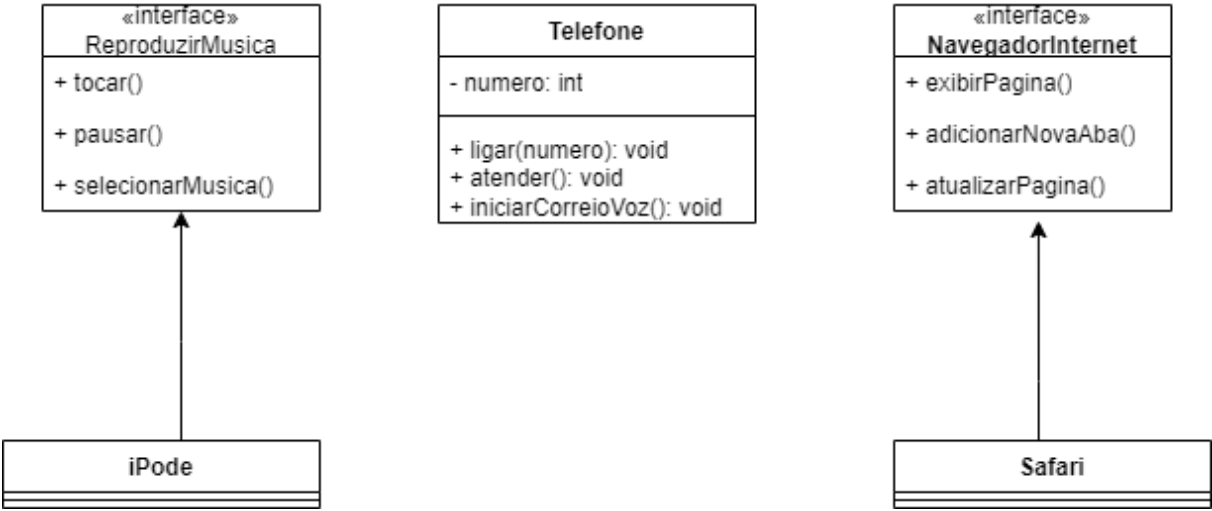 «interface»
ReproduzirMusica
+ tocar()
+ pausar()
+ selecionarMusica()
Telefone
- numero: int
+ ligar(numero): void
+ atender(): void
+ iniciarCorreioVoz(): void
«interface»
NavegadorInternet
+ exibirPagina()
+ adicionarNovaAba()
+ atualizarPagina()
iPode
Safari